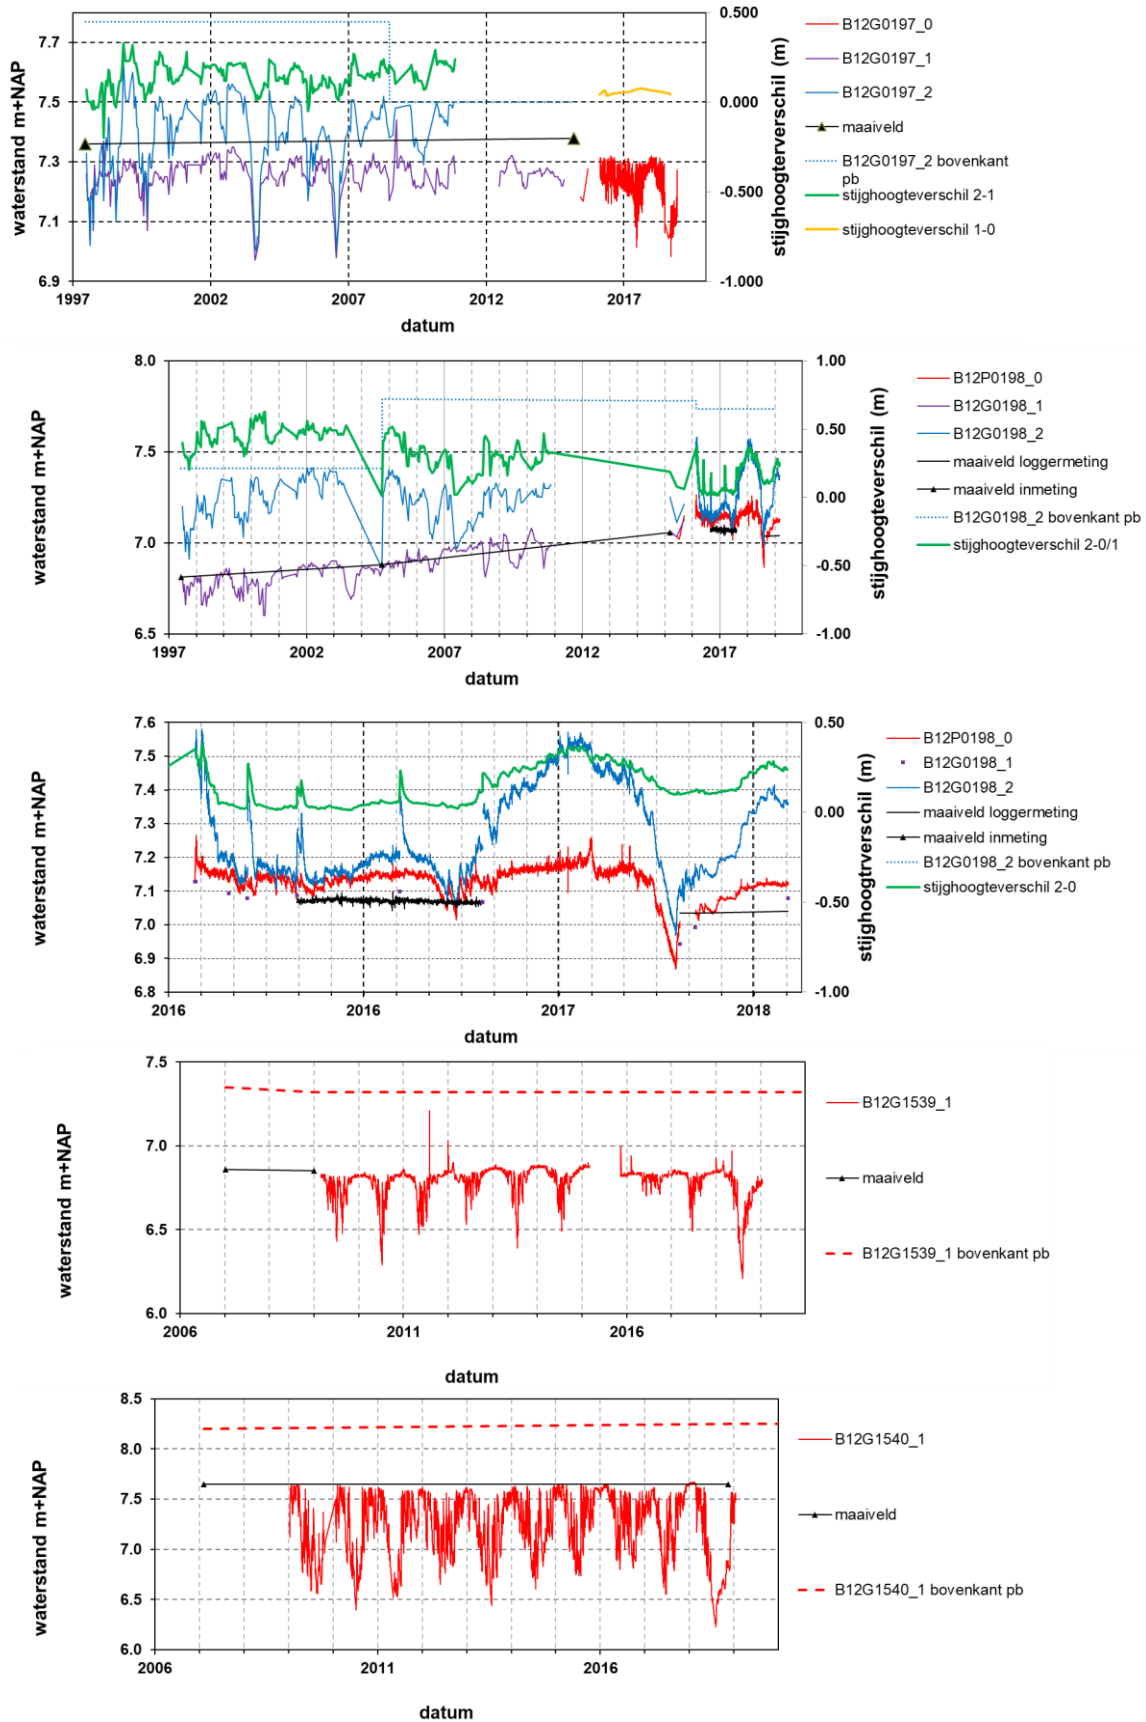 waterstand m+NAP
7.7
7.5
7.3
7.1
6.9
1997
2002
2007
2012
2017
datum
0.500
0.000
-0.500
-1.000
stijghoogteverschil (m)
B12G0197_0
B12G0197_1
B12G0197_2
maaiveld
B12G0197_2 bovenkant
pb
stijghoogteverschil 2-1
stijghoogteverschil 1-0
waterstand m+NAP
8.0
7.5
7.0
6.5
1997
2002
2007
2012
2017
datum
1.00
0.50
0.00
-0.50
-1.00
stijghoogteverschil (m)
B12P0198_0
B12G0198_1
B12G0198_2
maaiveld loggermeting
maaiveld inmeting
B12G0198_2 bovenkant pb
stijghoogteverschil 2-0/1
waterstand m+NAP
7.6
7.5
7.4
7.3
7.2
7.1
7.0
6.9
6.8
2016
2016
2017
2018
datum
0.50
0.00
-0.50
-1.00
stijghoogtrverschil (m)
B12P0198_0
B12G0198_1
B12G0198_2
maaiveld loggermeting
maaiveld inmeting
B12G0198_2 bovenkant pb
stijghoogteverschil 2-0
waterstand m+NAP
7.5
7.0
6.5
6.0
2006
2011
2016
datum
B12G1539_1
maaiveld
B12G1539_1 bovenkant pb
waterstand m+NAP
8.5
8.0
7.5
7.0
6.5
6.0
2006
2011
2016
datum
B12G1540_1
maaiveld
B12G1540_1 bovenkant pb